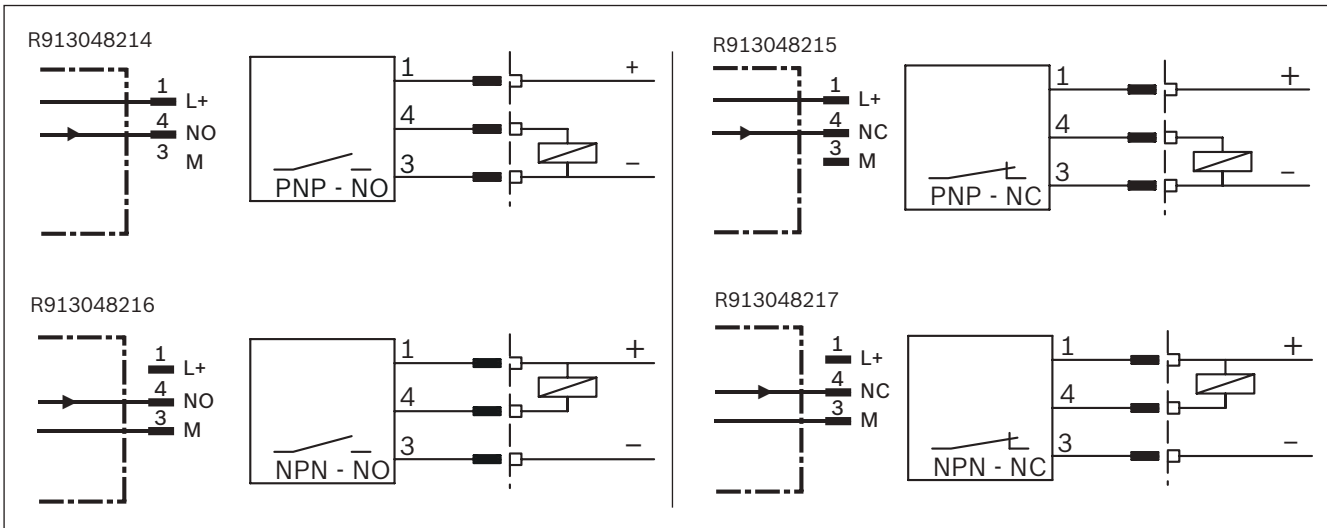 R913048214
1 L+
4 NO
3 M
1 +
4
3 −
PNP - NO
R913048215
1 L+
4 NC
3 M
1 +
4
3 −
PNP - NC
R913048216
1 L+
4 NO
3 M
1 +
4
3 −
NPN - NO
R913048217
1 L+
4 NC
3 M
1 +
4
3 −
NPN - NC